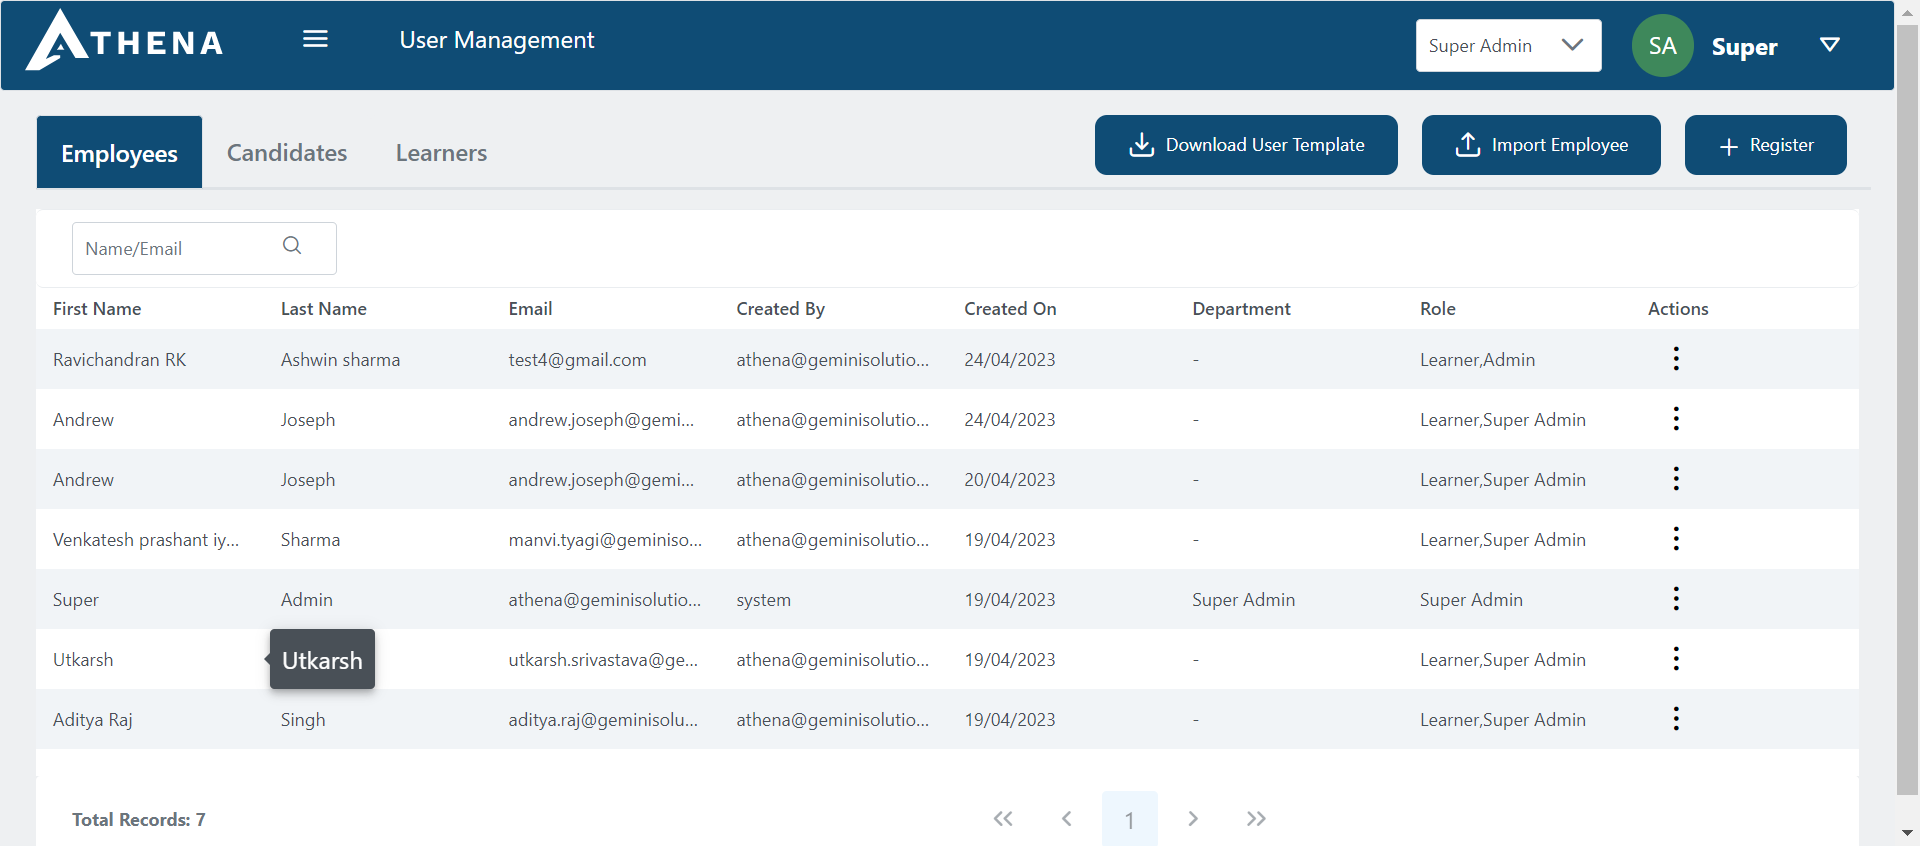 ATHENA
User Management
Super Admin
SA
Super
Employees
Candidates
Learners
Download User Template
Import Employee
+ Register
Name/Email
First Name Last Name Email Created By Created On Department Role Actions
Ravichandran RK Ashwin sharma test4@gmail.com athena@geminisolutio... 24/04/2023 - Learner,Admin
Andrew Joseph andrew.joseph@gemi... athena@geminisolutio... 24/04/2023 - Learner,Super Admin
Andrew Joseph andrew.joseph@gemi... athena@geminisolutio... 20/04/2023 - Learner,Super Admin
Venkatesh prashant iy... Sharma manvi.tyagi@geminiso... athena@geminisolutio... 19/04/2023 - Learner,Super Admin
Super Admin athena@geminisolutio... system 19/04/2023 Super Admin Super Admin
Utkarsh Utkarsh utkarsh.srivastava@ge... athena@geminisolutio... 19/04/2023 - Learner,Super Admin
Aditya Raj Singh aditya.raj@geminisolu... athena@geminisolutio... 19/04/2023 - Learner,Super Admin
Total Records: 7
1